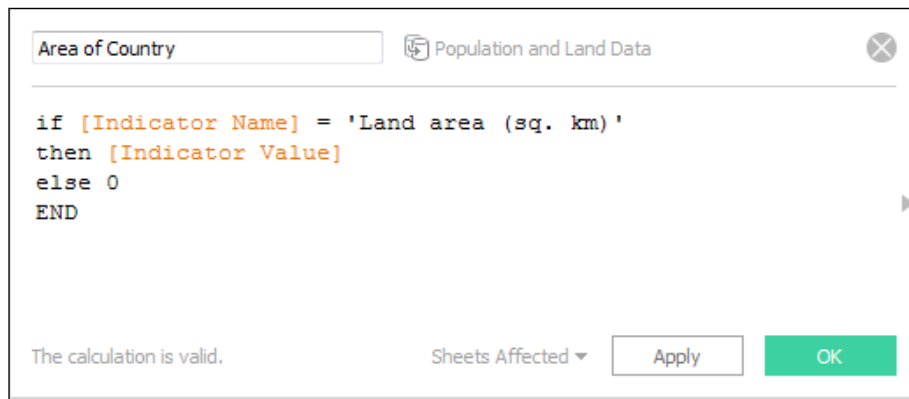 Area of Country Population and Land Data
if [Indicator Name] = 'Land area (sq. km)'
then [Indicator Value]
else 0
END
The calculation is valid. Sheets Affected Apply OK